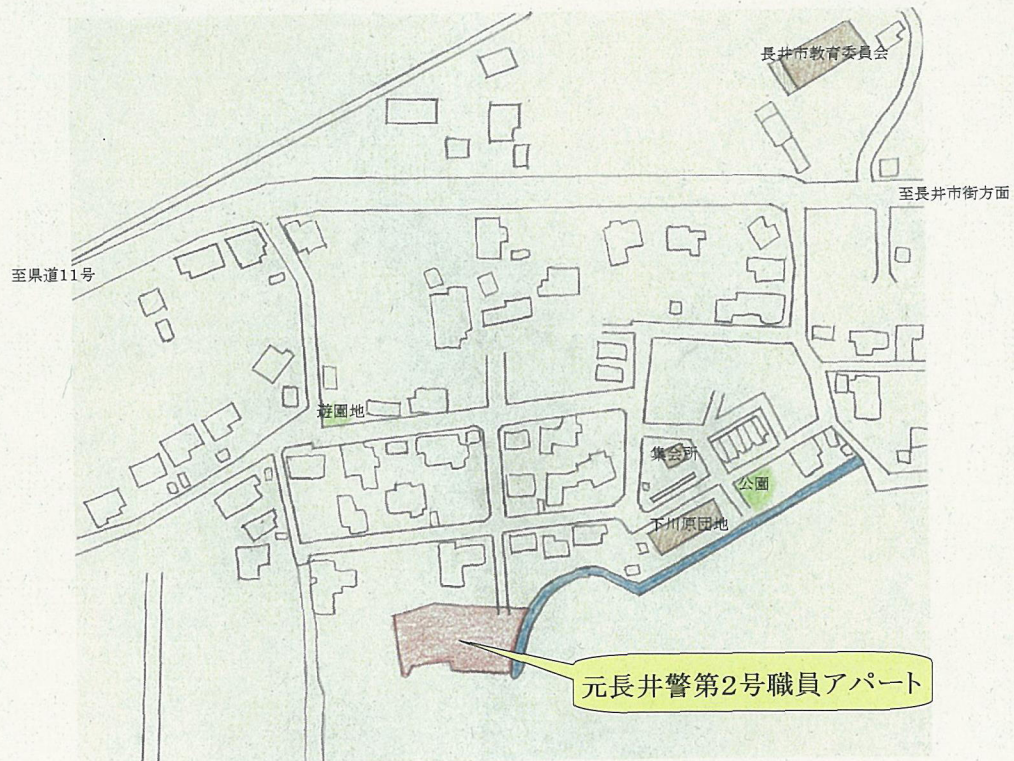 長井市教育委員会
至長井市街方面
至県道11号
遊園地
集会所
公園
下川原団地
元長井警第2号職員アパート